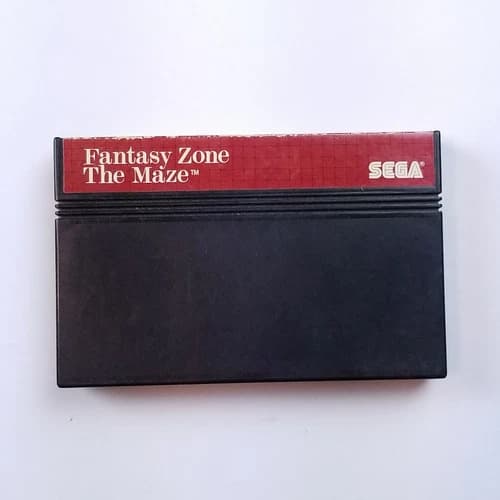 Fantasy Zone
The Maze™
SEGA®